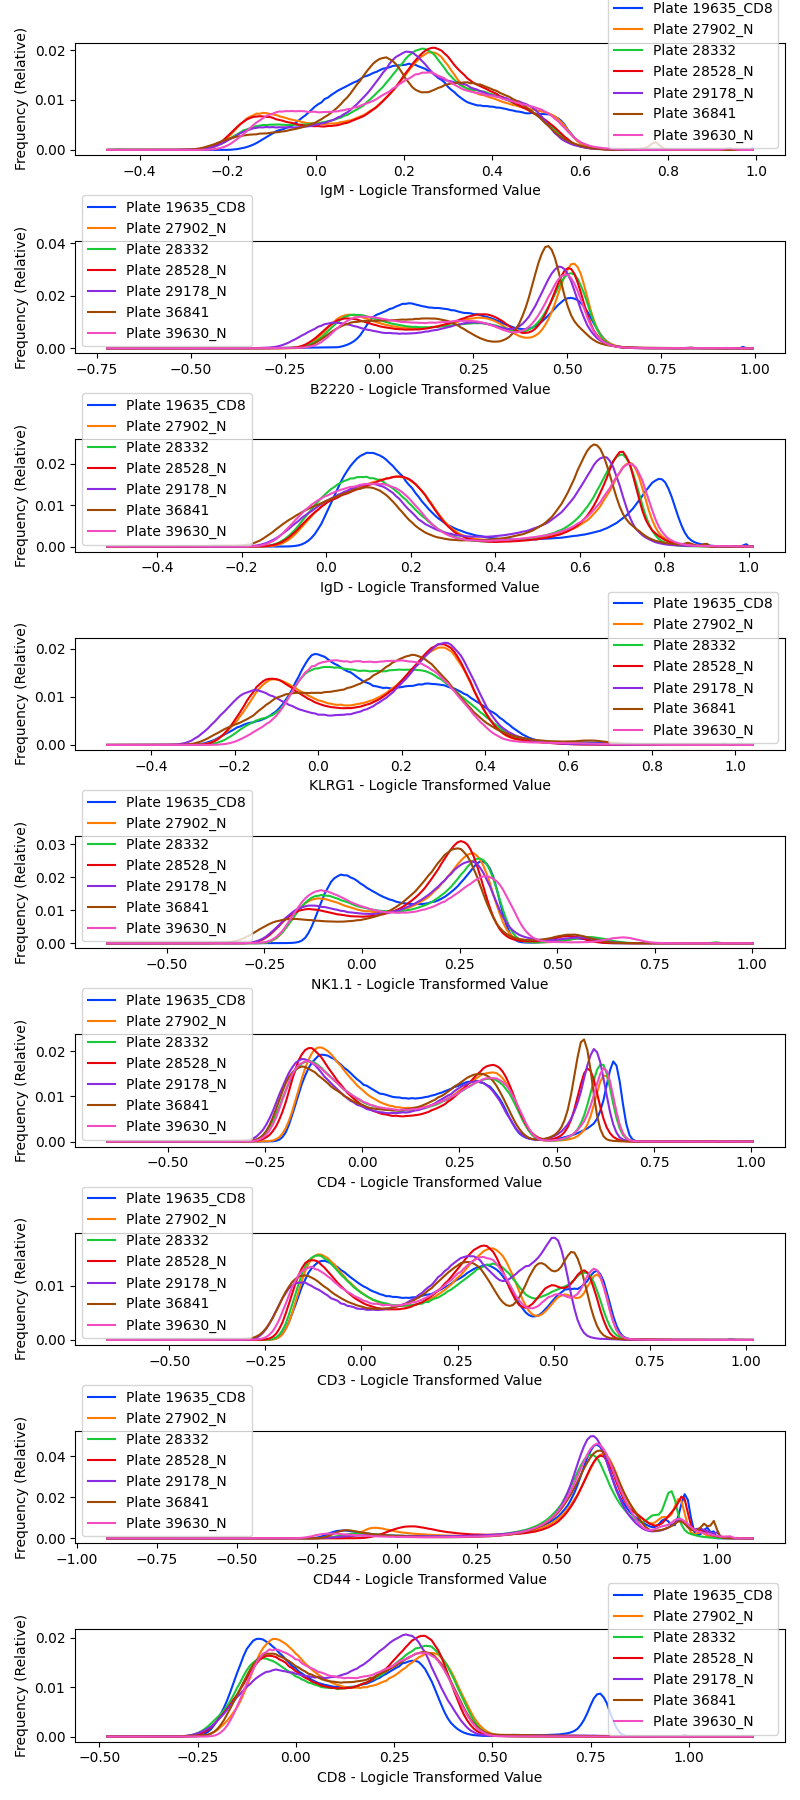 Plate 19635_CD8
Plate 27902_N
Plate 28332
Plate 28528_N
Plate 29178_N
Plate 36841
Plate 39630_N
Frequency (Relative)
0.02
0.01
0.00
−0.4 −0.2 0.0 0.2 0.4 0.6 0.8 1.0
IgM - Logicle Transformed Value
Plate 19635_CD8
Plate 27902_N
Plate 28332
Plate 28528_N
Plate 29178_N
Plate 36841
Plate 39630_N
Frequency (Relative)
0.04
0.02
0.00
−0.75 −0.50 −0.25 0.00 0.25 0.50 0.75 1.00
B2220 - Logicle Transformed Value
Plate 19635_CD8
Plate 27902_N
Plate 28332
Plate 28528_N
Plate 29178_N
Plate 36841
Plate 39630_N
Frequency (Relative)
0.02
0.01
0.00
−0.4 −0.2 0.0 0.2 0.4 0.6 0.8 1.0
IgD - Logicle Transformed Value
Plate 19635_CD8
Plate 27902_N
Plate 28332
Plate 28528_N
Plate 29178_N
Plate 36841
Plate 39630_N
Frequency (Relative)
0.02
0.01
0.00
−0.4 −0.2 0.0 0.2 0.4 0.6 0.8 1.0
KLRG1 - Logicle Transformed Value
Plate 19635_CD8
Plate 27902_N
Plate 28332
Plate 28528_N
Plate 29178_N
Plate 36841
Plate 39630_N
Frequency (Relative)
0.03
0.02
0.01
0.00
−0.50 −0.25 0.00 0.25 0.50 0.75 1.00
NK1.1 - Logicle Transformed Value
Plate 19635_CD8
Plate 27902_N
Plate 28332
Plate 28528_N
Plate 29178_N
Plate 36841
Plate 39630_N
Frequency (Relative)
0.02
0.01
0.00
−0.50 −0.25 0.00 0.25 0.50 0.75 1.00
CD4 - Logicle Transformed Value
Plate 19635_CD8
Plate 27902_N
Plate 28332
Plate 28528_N
Plate 29178_N
Plate 36841
Plate 39630_N
Frequency (Relative)
0.01
0.00
−0.50 −0.25 0.00 0.25 0.50 0.75 1.00
CD3 - Logicle Transformed Value
Plate 19635_CD8
Plate 27902_N
Plate 28332
Plate 28528_N
Plate 29178_N
Plate 36841
Plate 39630_N
Frequency (Relative)
0.04
0.02
0.00
−1.00 −0.75 −0.50 −0.25 0.00 0.25 0.50 0.75 1.00
CD44 - Logicle Transformed Value
Plate 19635_CD8
Plate 27902_N
Plate 28332
Plate 28528_N
Plate 29178_N
Plate 36841
Plate 39630_N
Frequency (Relative)
0.02
0.01
0.00
−0.50 −0.25 0.00 0.25 0.50 0.75 1.00
CD8 - Logicle Transformed Value